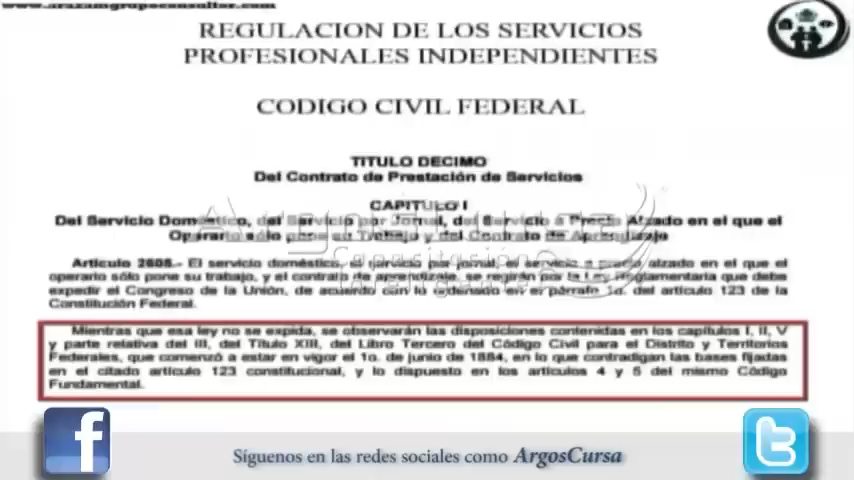 www.arazamgrupoconsultor.com
REGULACION DE LOS SERVICIOS
PROFESIONALES INDEPENDIENTES
CODIGO CIVIL FEDERAL
TITULO DECIMO
Del Contrato de Prestación de Servicios
CAPITULO I
Del Servicio Doméstico, del Servicio por Jornal, del Servicio a Precio Alzado en el que el
Operario sólo pone su Trabajo y del Contrato de Aprendizaje
Artículo 2605.- El servicio doméstico, el servicio por jornal, el servicio a precio alzado en el que el
operario sólo pone su trabajo, y el contrato de aprendizaje, se regirán por la Ley Reglamentaria que debe
expedir el Congreso de la Unión, de acuerdo con lo ordenado en el párrafo 1o. del artículo 123 de la
Constitución Federal.
Mientras que esa ley no se expida, se observarán las disposiciones contenidas en los capítulos I, II, V
y parte relativa del III, del Título XIII, del Libro Tercero del Código Civil para el Distrito y Territorios
Federales, que comenzó a estar en vigor el 1o. de junio de 1884, en lo que contradigan las bases fijadas
en el citado artículo 123 constitucional, y lo dispuesto en los artículos 4 y 5 del mismo Código
Fundamental.
Capacitación
Inteligente
Síguenos en las redes sociales como ArgosCursa